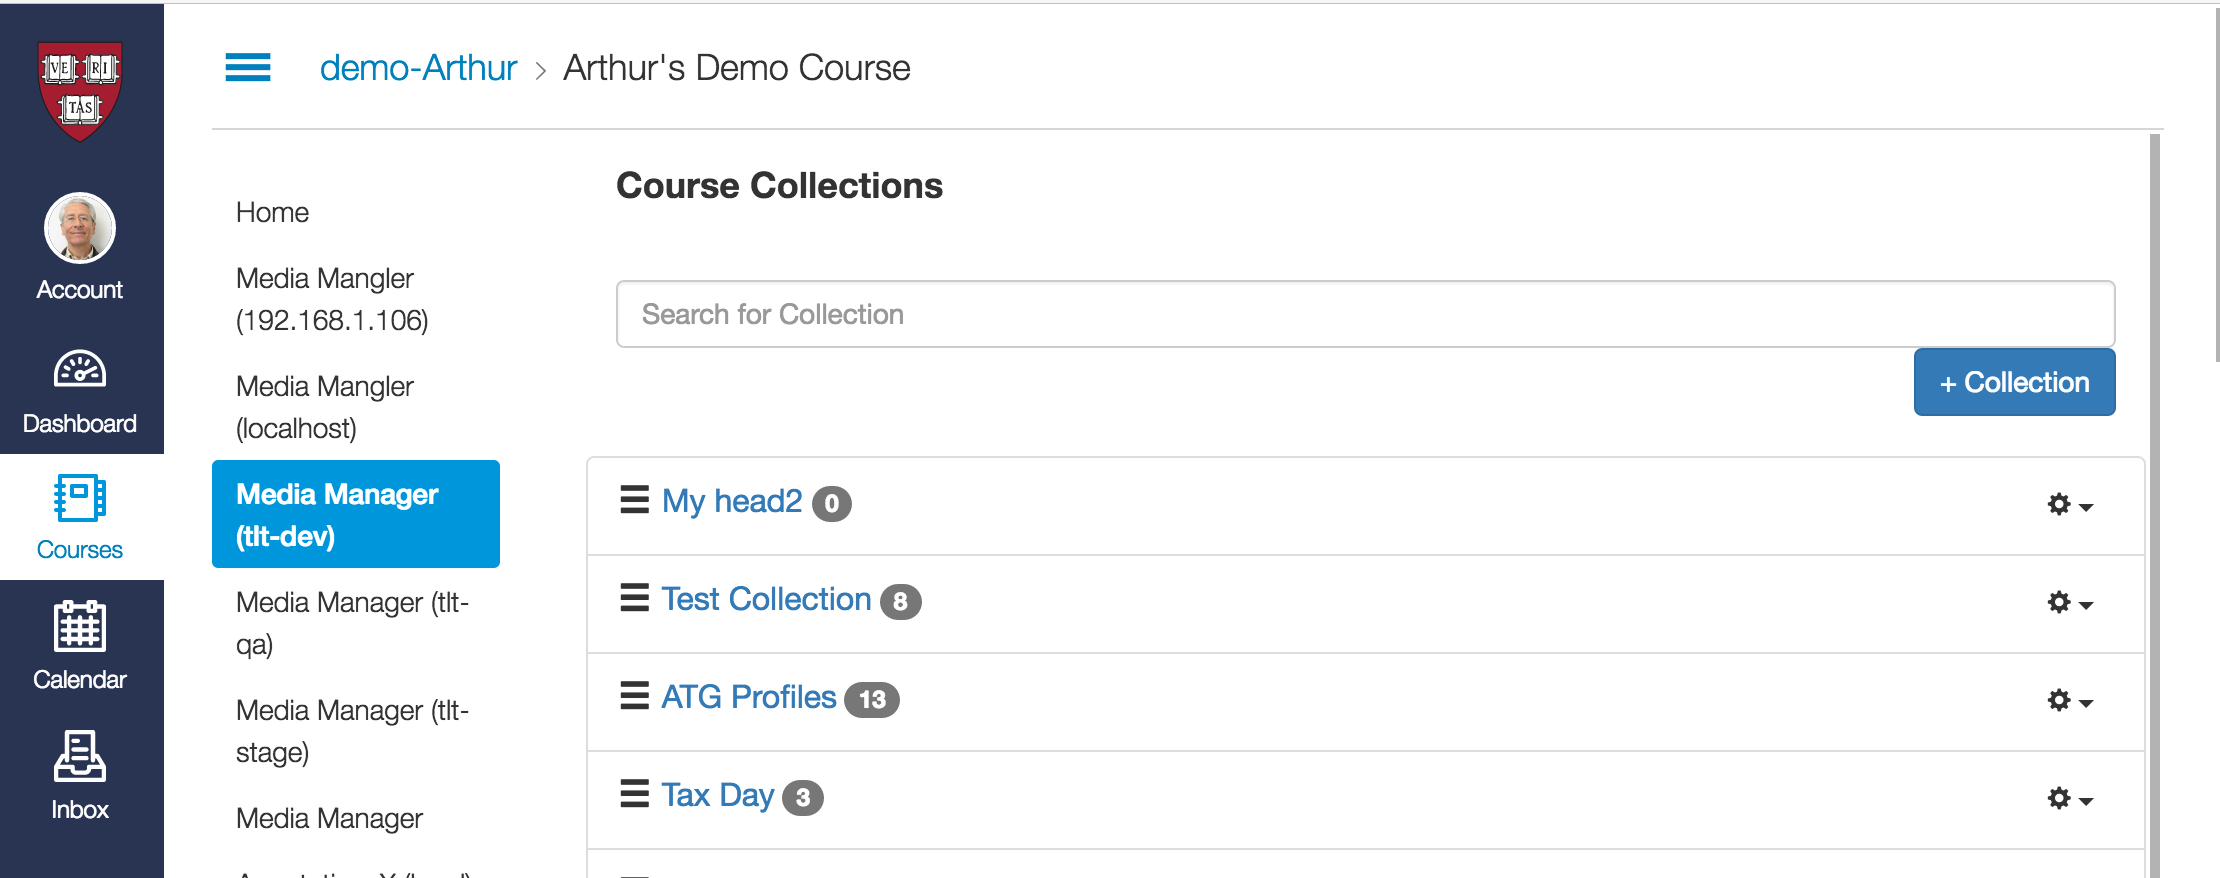 VE RI
TAS
Account
Dashboard
Courses
Calendar
Inbox
demo-Arthur > Arthur's Demo Course
Home
Media Mangler
(192.168.1.106)
Media Mangler
(localhost)
Media Manager
(tlt-dev)
Media Manager (tlt-
qa)
Media Manager (tlt-
stage)
Media Manager
Course Collections
Search for Collection
+ Collection
My head2 0
Test Collection 8
ATG Profiles 13
Tax Day 3